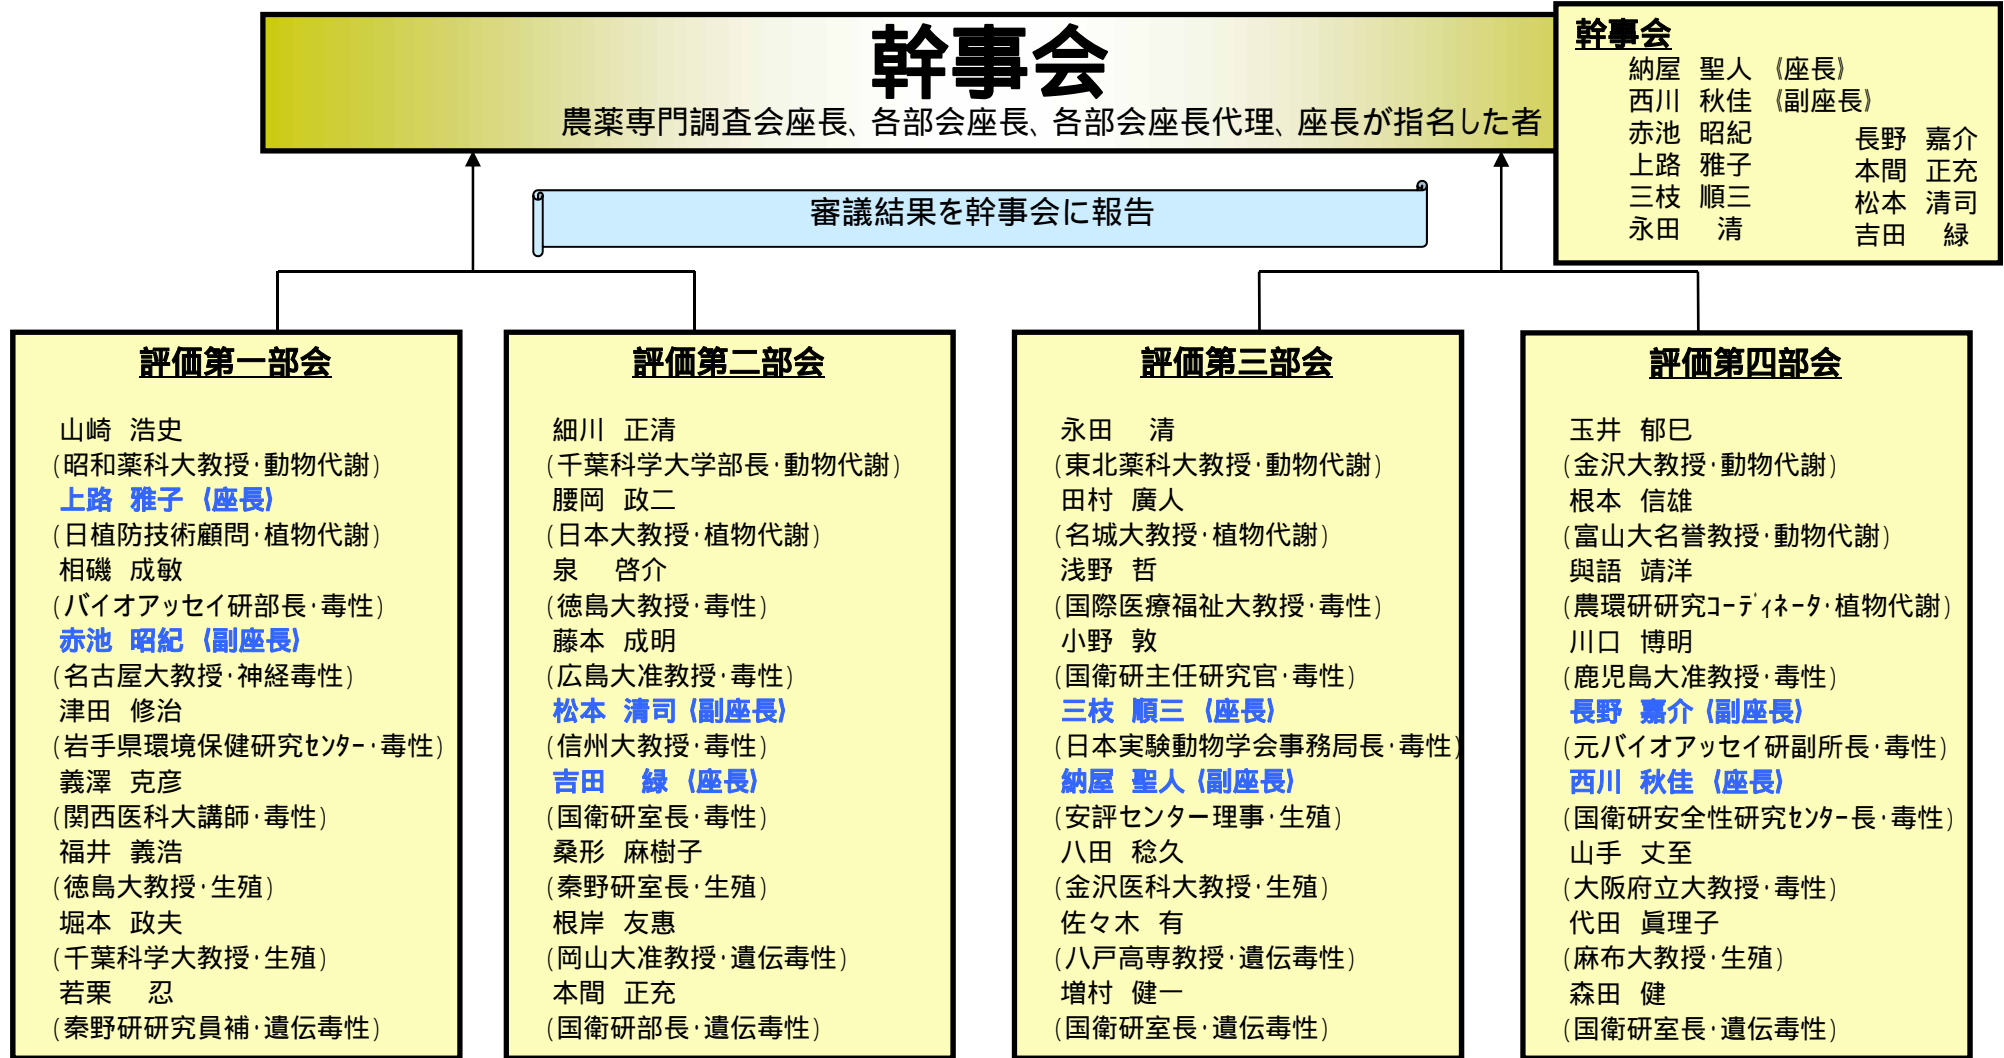 幹事会
農薬専門調査会座長、各部会座長、各部会座長代理、座長が指名した者
幹事会
納屋 聖人 (座長)
西川 秋佳 (副座長)
赤池 昭紀
上路 雅子
三枝 順三
永田 清
長野 嘉介
本間 正充
松本 清司
吉田 緑
審議結果を幹事会に報告
評価第一部会
山崎 浩史
(昭和薬科大教授・動物代謝)
上路 雅子 (座長)
(日植防技術顧問・植物代謝)
相磯 成敏
(バイオアッセイ研部長・毒性)
赤池 昭紀 (副座長)
(名古屋大教授・神経毒性)
津田 修治
(岩手県環境保健研究センター・毒性)
義澤 克彦
(関西医科大講師・毒性)
福井 義浩
(徳島大教授・生殖)
堀本 政夫
(千葉科学大教授・生殖)
若栗 忍
(秦野研研究員補・遺伝毒性)
評価第二部会
細川 正清
(千葉科学大学部長・動物代謝)
腰岡 政二
(日本大教授・植物代謝)
泉 啓介
(徳島大教授・毒性)
藤本 成明
(広島大准教授・毒性)
松本 清司 (副座長)
(信州大教授・毒性)
吉田 緑 (座長)
(国衛研室長・毒性)
桑形 麻樹子
(秦野研室長・生殖)
根岸 友惠
(岡山大准教授・遺伝毒性)
本間 正充
(国衛研部長・遺伝毒性)
評価第三部会
永田 清
(東北薬科大教授・動物代謝)
田村 廣人
(名城大教授・植物代謝)
浅野 哲
(国際医療福祉大教授・毒性)
小野 敦
(国衛研主任研究官・毒性)
三枝 順三 (座長)
(日本実験動物学会事務局長・毒性)
納屋 聖人 (副座長)
(安評センター理事・生殖)
八田 稔久
(金沢医科大教授・生殖)
佐々木 有
(八戸高専教授・遺伝毒性)
増村 健一
(国衛研室長・遺伝毒性)
評価第四部会
玉井 郁巳
(金沢大教授・動物代謝)
根本 信雄
(富山大名誉教授・動物代謝)
與語 靖洋
(農環研研究コーディネータ・植物代謝)
川口 博明
(鹿児島大准教授・毒性)
長野 嘉介 (副座長)
(元バイオアッセイ研副所長・毒性)
西川 秋佳 (座長)
(国衛研安全性研究センター長・毒性)
山手 丈至
(大阪府立大教授・毒性)
代田 眞理子
(麻布大教授・生殖)
森田 健
(国衛研室長・遺伝毒性)